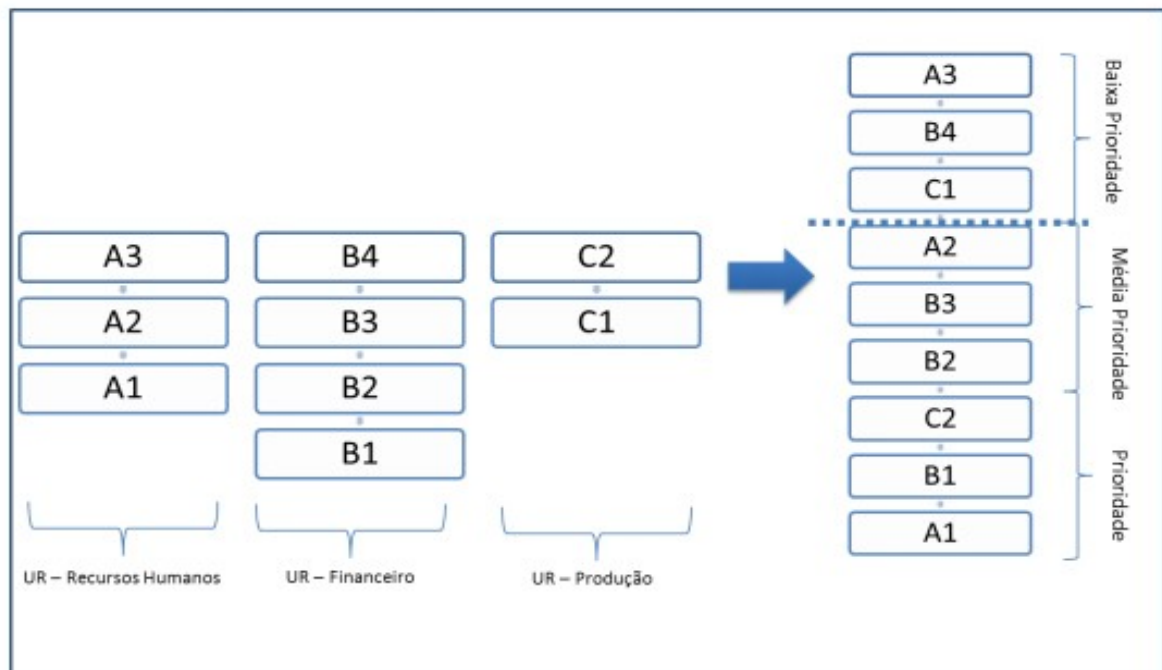 A3
A2
A1
UR – Recursos Humanos
B4
B3
B2
B1
UR – Financeiro
C2
C1
UR – Produção
A3
B4
C1
A2
B3
B2
C2
B1
A1
Baixa Prioridade
Média Prioridade
Prioridade